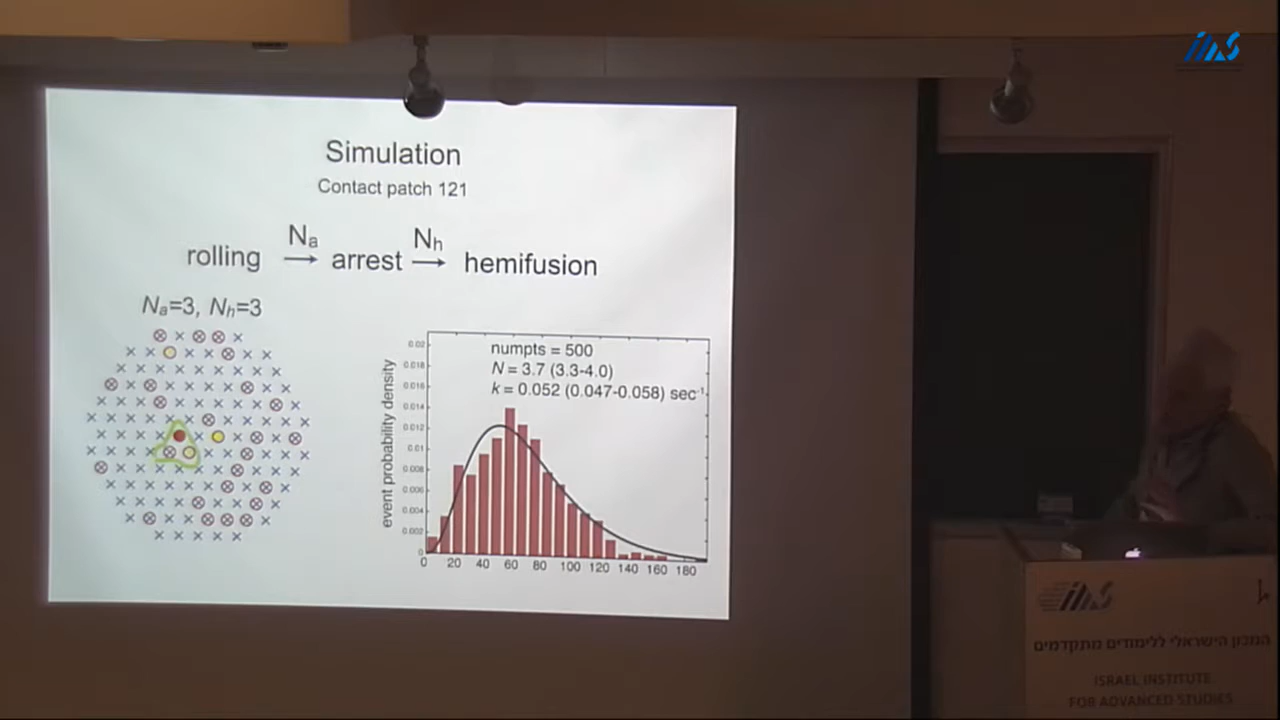 Simulation
Contact patch 121
rolling Na → arrest Nh → hemifusion
Na=3, Nh=3
numpts = 500
N = 3.7 (3.3-4.0)
k = 0.052 (0.047-0.058) sec-1
event probability density
0.02
0.018
0.016
0.014
0.012
0.01
0.008
0.006
0.004
0.002
0
0 20 40 60 80 100 120 140 160 180
המכון הישראלי ללימודים מתקדמים
ISRAEL INSTITUTE
FOR ADVANCED STUDIES